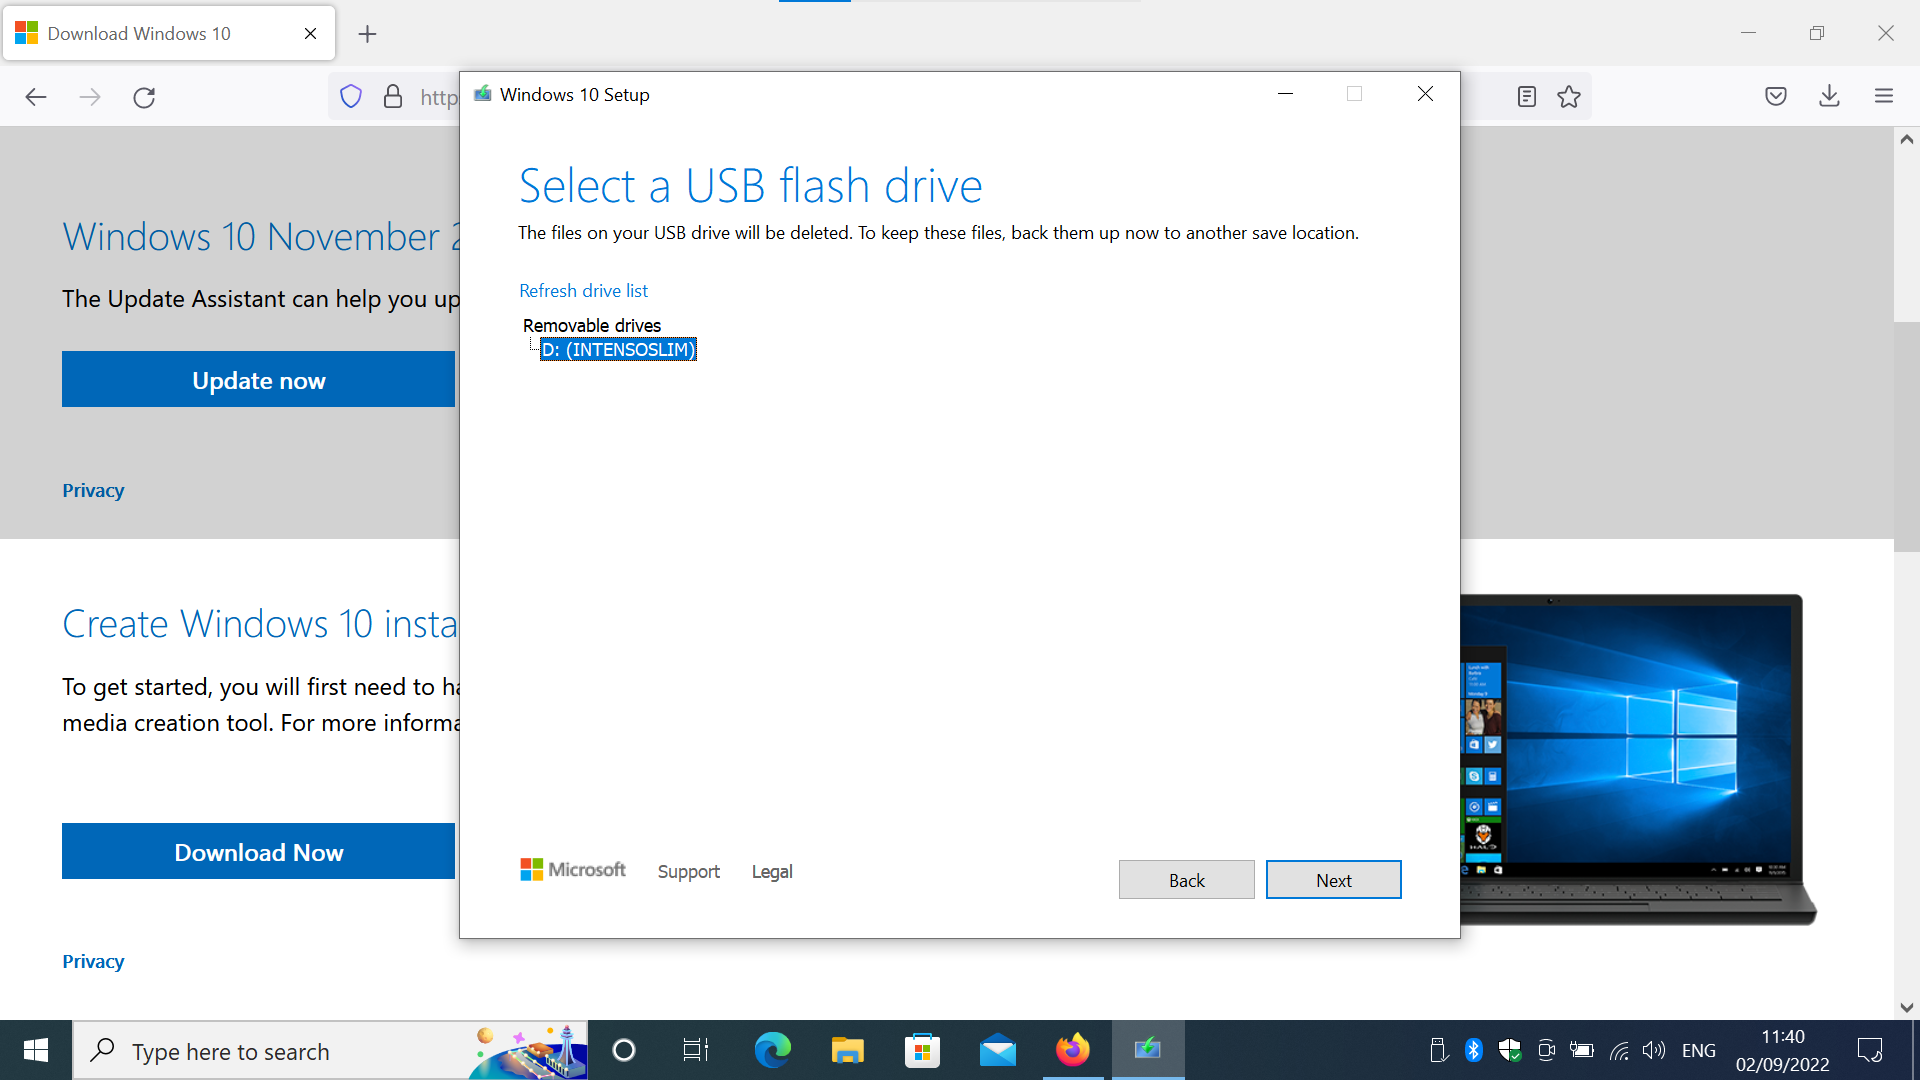 Download Windows 10
http
Windows 10 Setup
Select a USB flash drive
The files on your USB drive will be deleted. To keep these files, back them up now to another save location.
Refresh drive list
Removable drives
D: (INTENSOSLIM)
Microsoft
Support
Legal
Back
Next
Windows 10 November
The Update Assistant can help you up
Update now
Privacy
Create Windows 10 insta
To get started, you will first need to ha
media creation tool. For more informa
Download Now
Privacy
HALO
Type here to search
ENG
11:40
02/09/2022